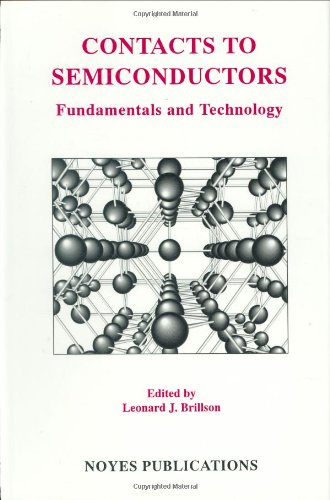 CONTACTS TO
SEMICONDUCTORS
Fundamentals and Technology
Edited by
Leonard J. Brillson
NOYES PUBLICATIONS